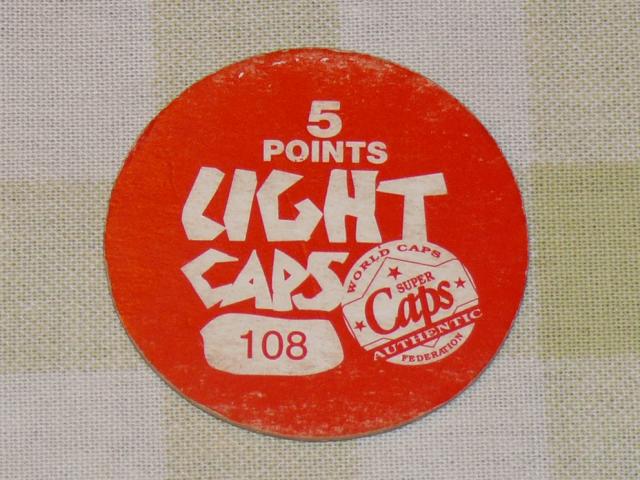 5
POINTS
LIGHT
CAPS
108
WORLD CAPS
SUPER
Caps
AUTHENTIC
FEDERATION